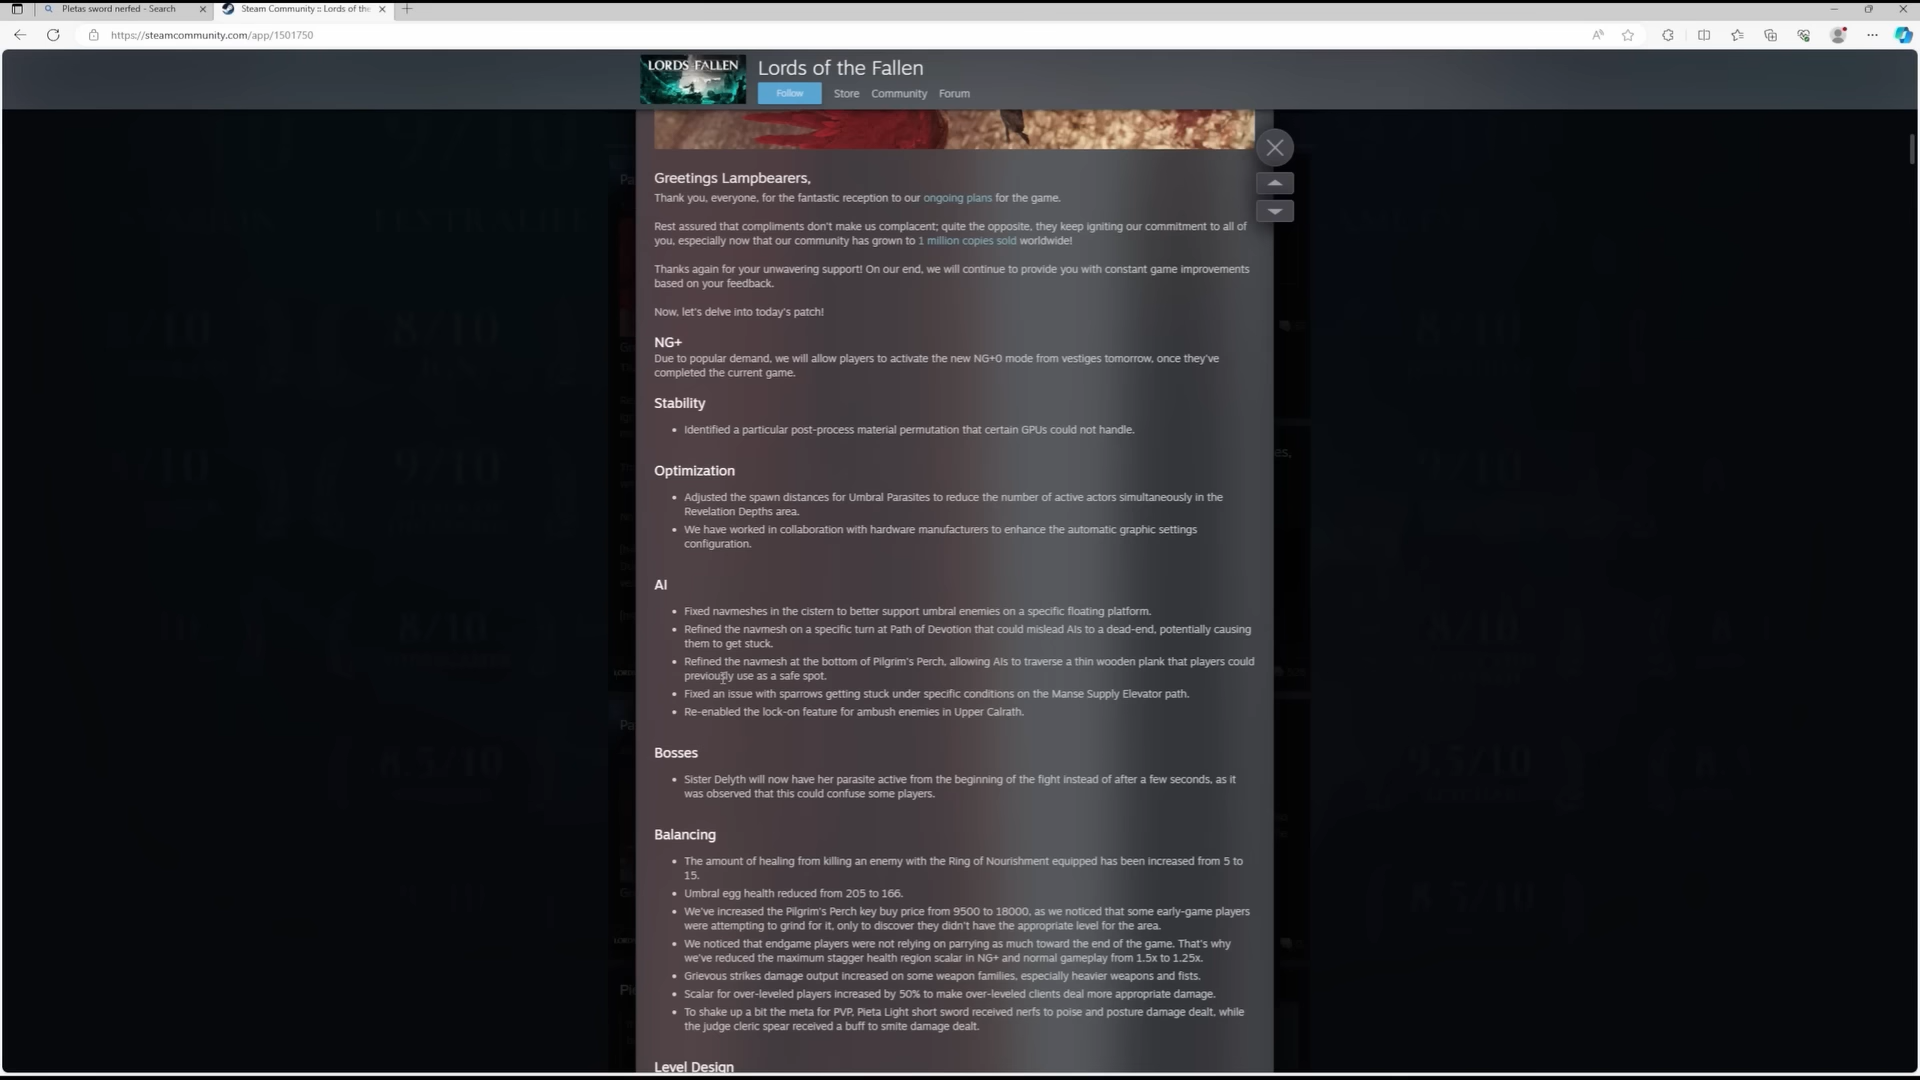 Pletas sword nerfed - Search
Steam Community :: Lords of the
https://steamcommunity.com/app/1501750
LORDS FALLEN
Lords of the Fallen
Follow
Store
Community
Forum
Greetings Lampbearers,
Thank you, everyone, for the fantastic reception to our ongoing plans for the game.
Rest assured that compliments don't make us complacent; quite the opposite, they keep igniting our commitment to all of
you, especially now that our community has grown to 1 million copies sold worldwide!
Thanks again for your unwavering support! On our end, we will continue to provide you with constant game improvements
based on your feedback.
Now, let's delve into today's patch!
NG+
Due to popular demand, we will allow players to activate the new NG+0 mode from vestiges tomorrow, once they've
completed the current game.
Stability
• Identified a particular post-process material permutation that certain GPUs could not handle.
Optimization
• Adjusted the spawn distances for Umbral Parasites to reduce the number of active actors simultaneously in the
Revelation Depths area.
• We have worked in collaboration with hardware manufacturers to enhance the automatic graphic settings
configuration.
AI
• Fixed navmeshes in the cistern to better support umbral enemies on a specific floating platform.
• Refined the navmesh on a specific turn at Path of Devotion that could mislead AIs to a dead-end, potentially causing
them to get stuck.
• Refined the navmesh at the bottom of Pilgrim's Perch, allowing AIs to traverse a thin wooden plank that players could
previously use as a safe spot.
• Fixed an issue with sparrows getting stuck under specific conditions on the Manse Supply Elevator path.
• Re-enabled the lock-on feature for ambush enemies in Upper Calrath.
Bosses
• Sister Delyth will now have her parasite active from the beginning of the fight instead of after a few seconds, as it
was observed that this could confuse some players.
Balancing
• The amount of healing from killing an enemy with the Ring of Nourishment equipped has been increased from 5 to
15.
• Umbral egg health reduced from 205 to 166.
• We've increased the Pilgrim's Perch key buy price from 9500 to 18000, as we noticed that some early-game players
were attempting to grind for it, only to discover they didn't have the appropriate level for the area.
• We noticed that endgame players were not relying on parrying as much toward the end of the game. That's why
we've reduced the maximum stagger health region scalar in NG+ and normal gameplay from 1.5x to 1.25x.
• Grievous strikes damage output increased on some weapon families, especially heavier weapons and fists.
• Scalar for over-leveled players increased by 50% to make over-leveled clients deal more appropriate damage.
• To shake up a bit the meta for PVP, Pieta Light short sword received nerfs to poise and posture damage dealt, while
the judge cleric spear received a buff to smite damage dealt.
Level Design